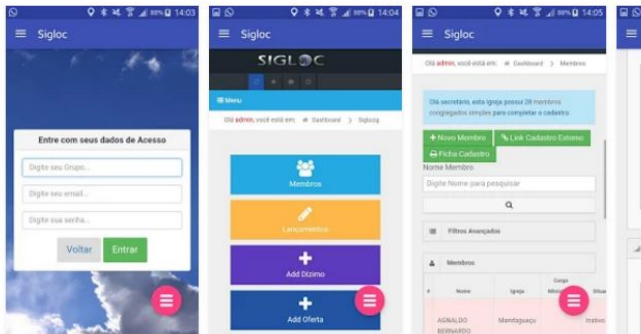 14:03
Sigloc
Entre com seus dados de Acesso
Digite seu Grupo...
Digite seu email...
Digite sua senha...
Voltar
Entrar
14:04
Sigloc
SIGLOC
Menu
Olá admin, você está em: Dashboard > Siglocig
Membros
Lançamentos
Add Dízimo
Add Oferta
14:05
Sigloc
Olá admin, você está em: Dashboard > Membros
Olá secretário, esta igreja possui 28 membros
congregados simples para completar o cadastro.
+ Novo Membro
Link Cadastro Externo
Ficha Cadastro
Nome Membro
Digite Nome para pesquisar
Filtros Avançados
Membros
# Nome Igreja Cargo
AGNALDO Mandaguaçu
BERNARDO